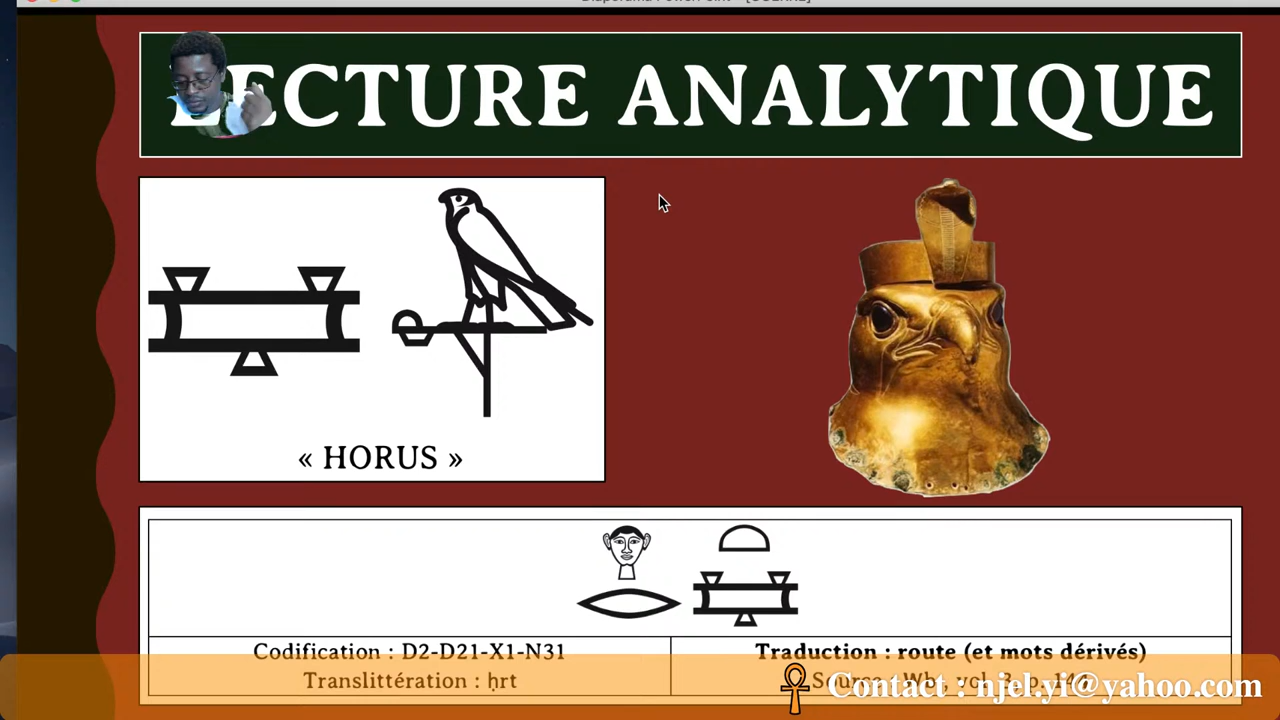 LECTURE ANALYTIQUE
« HORUS »
Codification : D2-D21-X1-N31
Translittération : ḥrt
Traduction : route (et mots dérivés)
Contact : njel.yi@yahoo.com